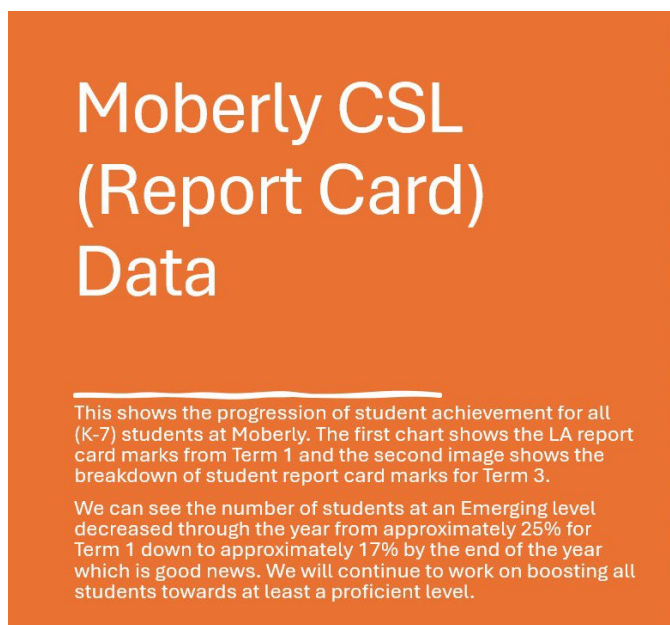 Moberly CSL
(Report Card)
Data
This shows the progression of student achievement for all
(K-7) students at Moberly. The first chart shows the LA report
card marks from Term 1 and the second image shows the
breakdown of student report card marks for Term 3.
We can see the number of students at an Emerging level
decreased through the year from approximately 25% for
Term 1 down to approximately 17% by the end of the year
which is good news. We will continue to work on boosting all
students towards at least a proficient level.